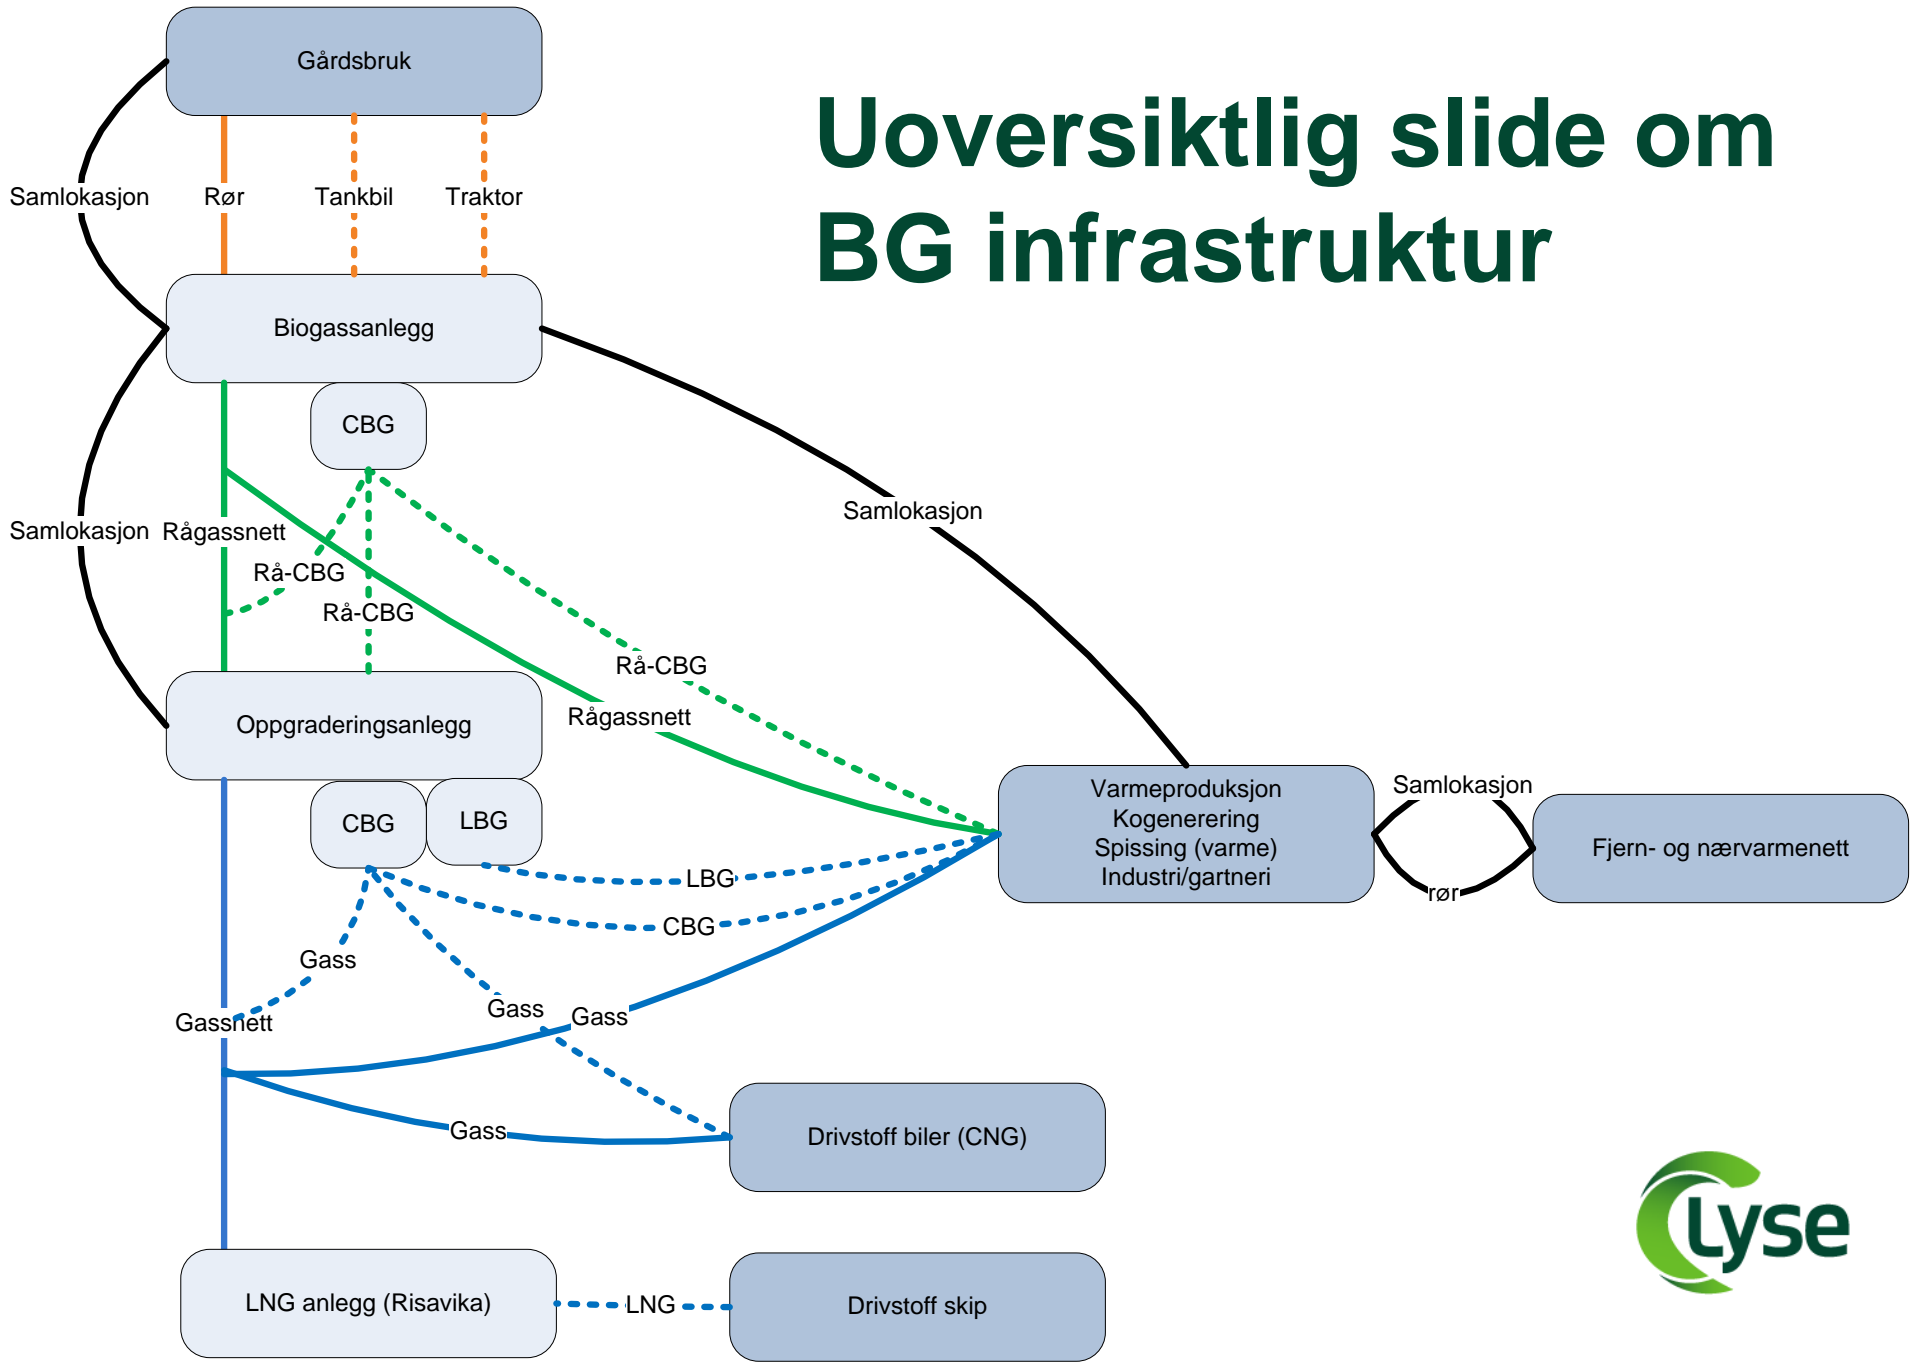 Gårdsbruk
Uoversiktlig slide om
BG infrastruktur
Samlokasjon
Rør
Tankbil
Traktor
Biogassanlegg
CBG
Samlokasjon
Samlokasjon
Rågassnett
Rå-CBG
Rå-CBG
Rå-CBG
Rågassnett
Oppgraderingsanlegg
CBG
LBG
Varmeproduksjon
Kogenerering
Spissing (varme)
Industri/gartneri
Samlokasjon
rør
Fjern- og nærvarmenett
LBG
CBG
Gass
Gass
Gass
Gassnett
Gass
Drivstoff biler (CNG)
LNG anlegg (Risavika)
LNG
Drivstoff skip
Lyse